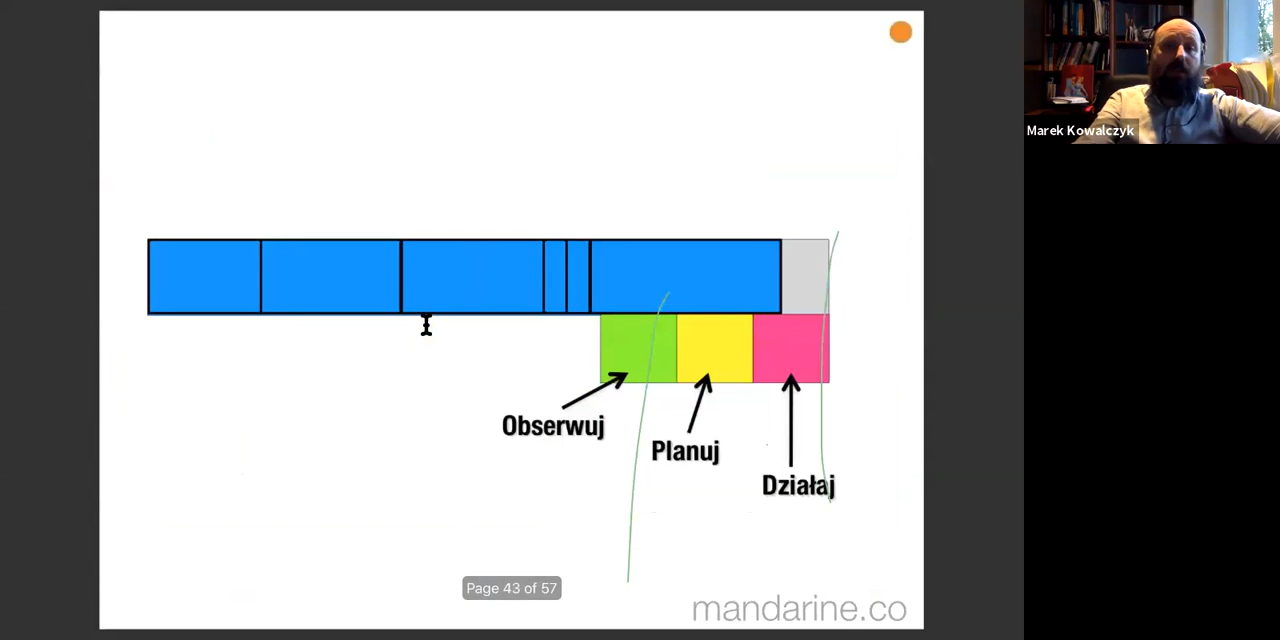 Marek Kowalczyk
Obserwuj
Planuj
Działaj
Page 43 of 57
mandarine.co